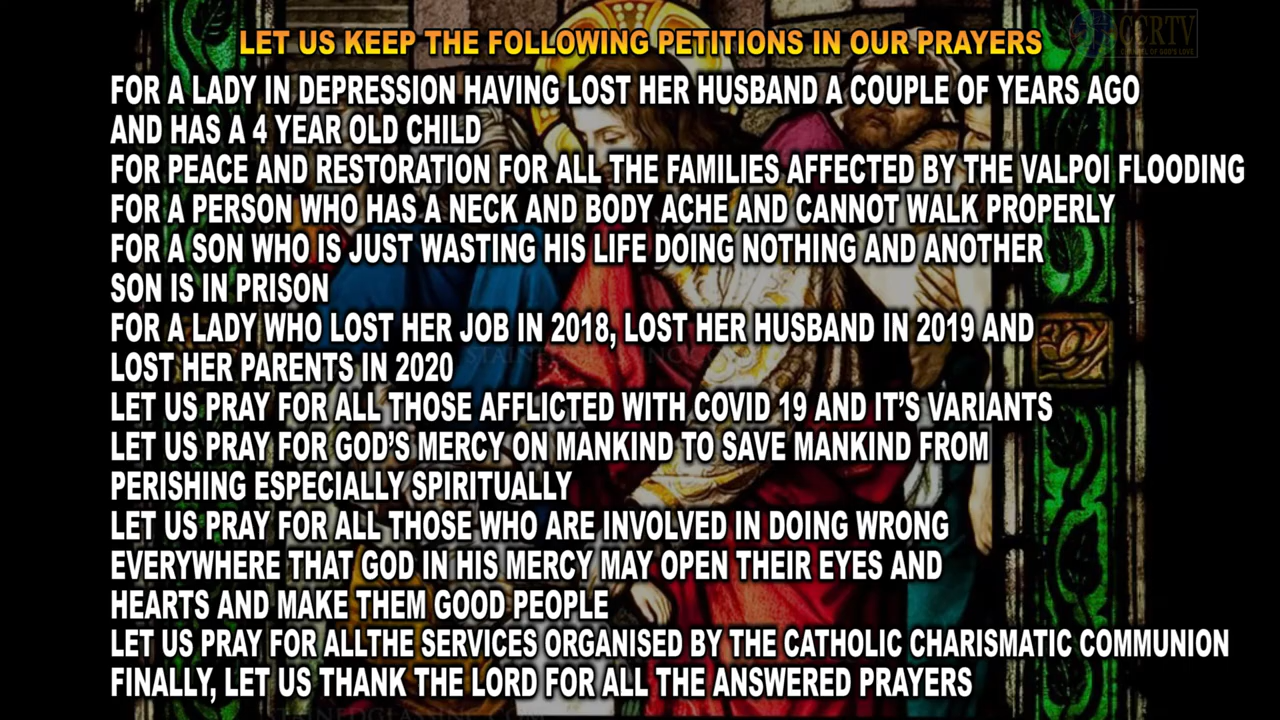 CCRTV
CHANNEL OF GOD'S LOVE
LET US KEEP THE FOLLOWING PETITIONS IN OUR PRAYERS
FOR A LADY IN DEPRESSION HAVING LOST HER HUSBAND A COUPLE OF YEARS AGO
AND HAS A 4 YEAR OLD CHILD
FOR PEACE AND RESTORATION FOR ALL THE FAMILIES AFFECTED BY THE VALPOI FLOODING
FOR A PERSON WHO HAS A NECK AND BODY ACHE AND CANNOT WALK PROPERLY
FOR A SON WHO IS JUST WASTING HIS LIFE DOING NOTHING AND ANOTHER
SON IS IN PRISON
FOR A LADY WHO LOST HER JOB IN 2018, LOST HER HUSBAND IN 2019 AND
LOST HER PARENTS IN 2020
LET US PRAY FOR ALL THOSE AFFLICTED WITH COVID 19 AND IT'S VARIANTS
LET US PRAY FOR GOD'S MERCY ON MANKIND TO SAVE MANKIND FROM
PERISHING ESPECIALLY SPIRITUALLY
LET US PRAY FOR ALL THOSE WHO ARE INVOLVED IN DOING WRONG
EVERYWHERE THAT GOD IN HIS MERCY MAY OPEN THEIR EYES AND
HEARTS AND MAKE THEM GOOD PEOPLE
LET US PRAY FOR ALLTHE SERVICES ORGANISED BY THE CATHOLIC CHARISMATIC COMMUNION
FINALLY, LET US THANK THE LORD FOR ALL THE ANSWERED PRAYERS